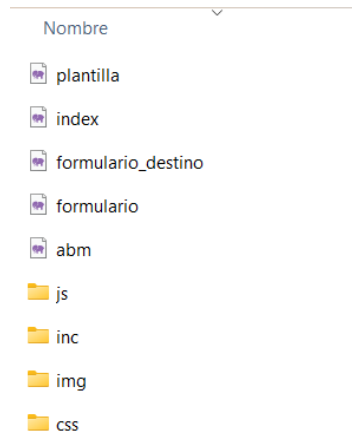 Nombre
plantilla
index
formulario_destino
formulario
abm
js
inc
img
css